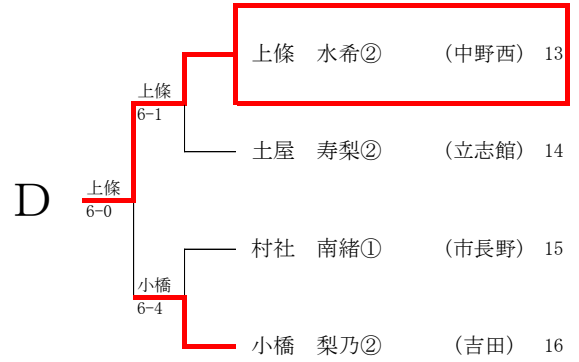 上條 水希② (中野西) 13
上條
6-1
土屋 寿梨② (立志館) 14
D
上條
6-0
村社 南緒① (市長野) 15
小橋
6-4
小橋 梨乃② (吉田) 16